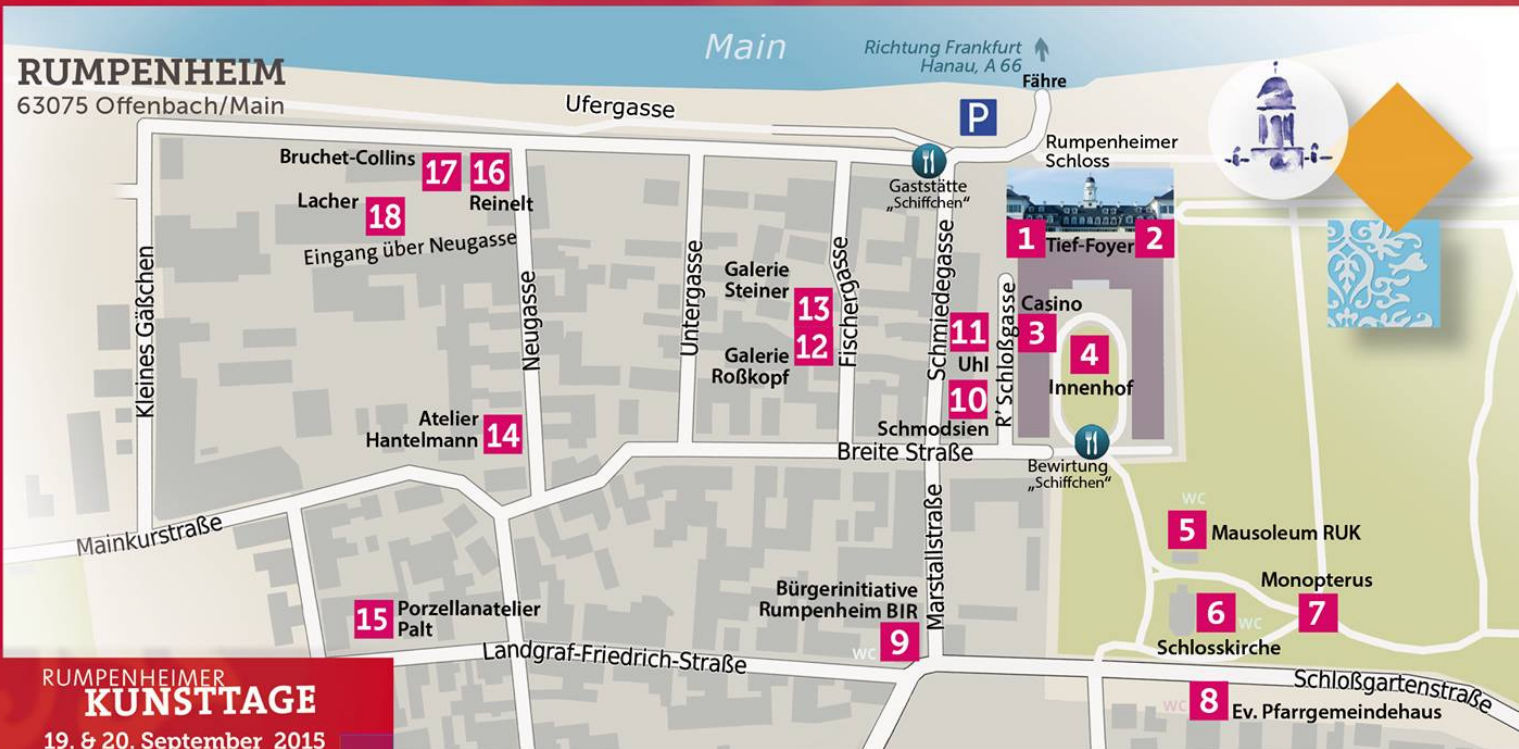 Main
Richtung Frankfurt
Hanau, A 66
Fähre
RUMPENHEIM
63075 Offenbach/Main
Ufergasse
P
Rumpenheimer
Schloss
Bruchet-Collins
17
16
Reinelt
Lacher
18
Eingang über Neugasse
Gaststätte
„Schiffchen“
1
Tief-Foyer
2
Kleines Gäßchen
Neugasse
Untergasse
Galerie
Steiner
13
Galerie
Roßkopf
12
Fischergasse
Schmiedegasse
11
Uhl
10
Schmodsien
R' Schloßgasse
Casino
3
4
Innenhof
Atelier
Hantelmann
14
Breite Straße
Bewirtung
„Schiffchen“
Mainkurstraße
WC
5
Mausoleum RUK
Monopterus
7
6
WC
Schlosskirche
15
Porzellanatelier
Palt
Bürgerinitiative
Rumpenheim BIR
WC
9
Marstallstraße
Landgraf-Friedrich-Straße
Schloßgartenstraße
WC
8
Ev. Pfarrgemeindehaus
RUMPENHEIMER
KUNSTTAGE
19. & 20. September 2015